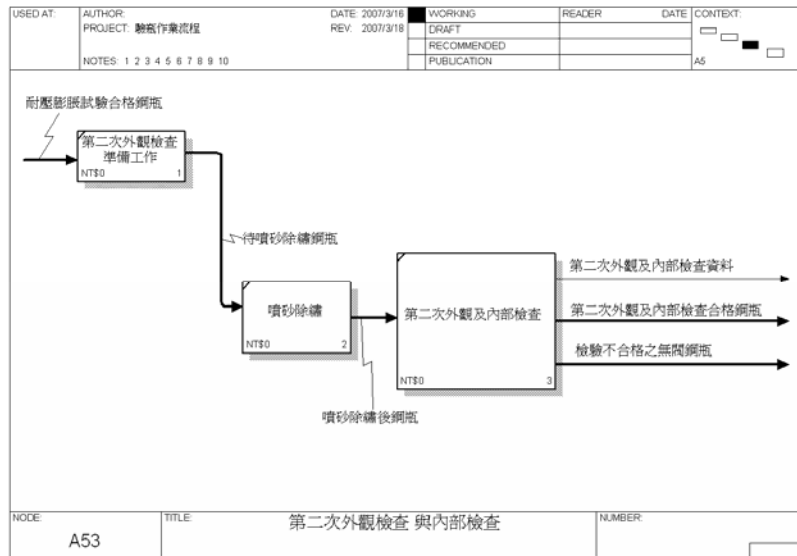 USED AT:
AUTHOR:
DATE: 2007/3/16
WORKING
READER
DATE
CONTEXT:
PROJECT: 驗瓶作業流程
REV: 2007/3/18
DRAFT
RECOMMENDED
NOTES: 1 2 3 4 5 6 7 8 9 10
PUBLICATION
A5
耐壓膨脹試驗合格鋼瓶
第二次外觀檢查
準備工作
NT$0
1
待噴砂除繡鋼瓶
噴砂除繡
NT$0
2
噴砂除繡後鋼瓶
第二次外觀及內部檢查
NT$0
3
第二次外觀及內部檢查資料
第二次外觀及內部檢查合格鋼瓶
檢驗不合格之無閥鋼瓶
NODE:
A53
TITLE:
第二次外觀檢查 與內部檢查
NUMBER: